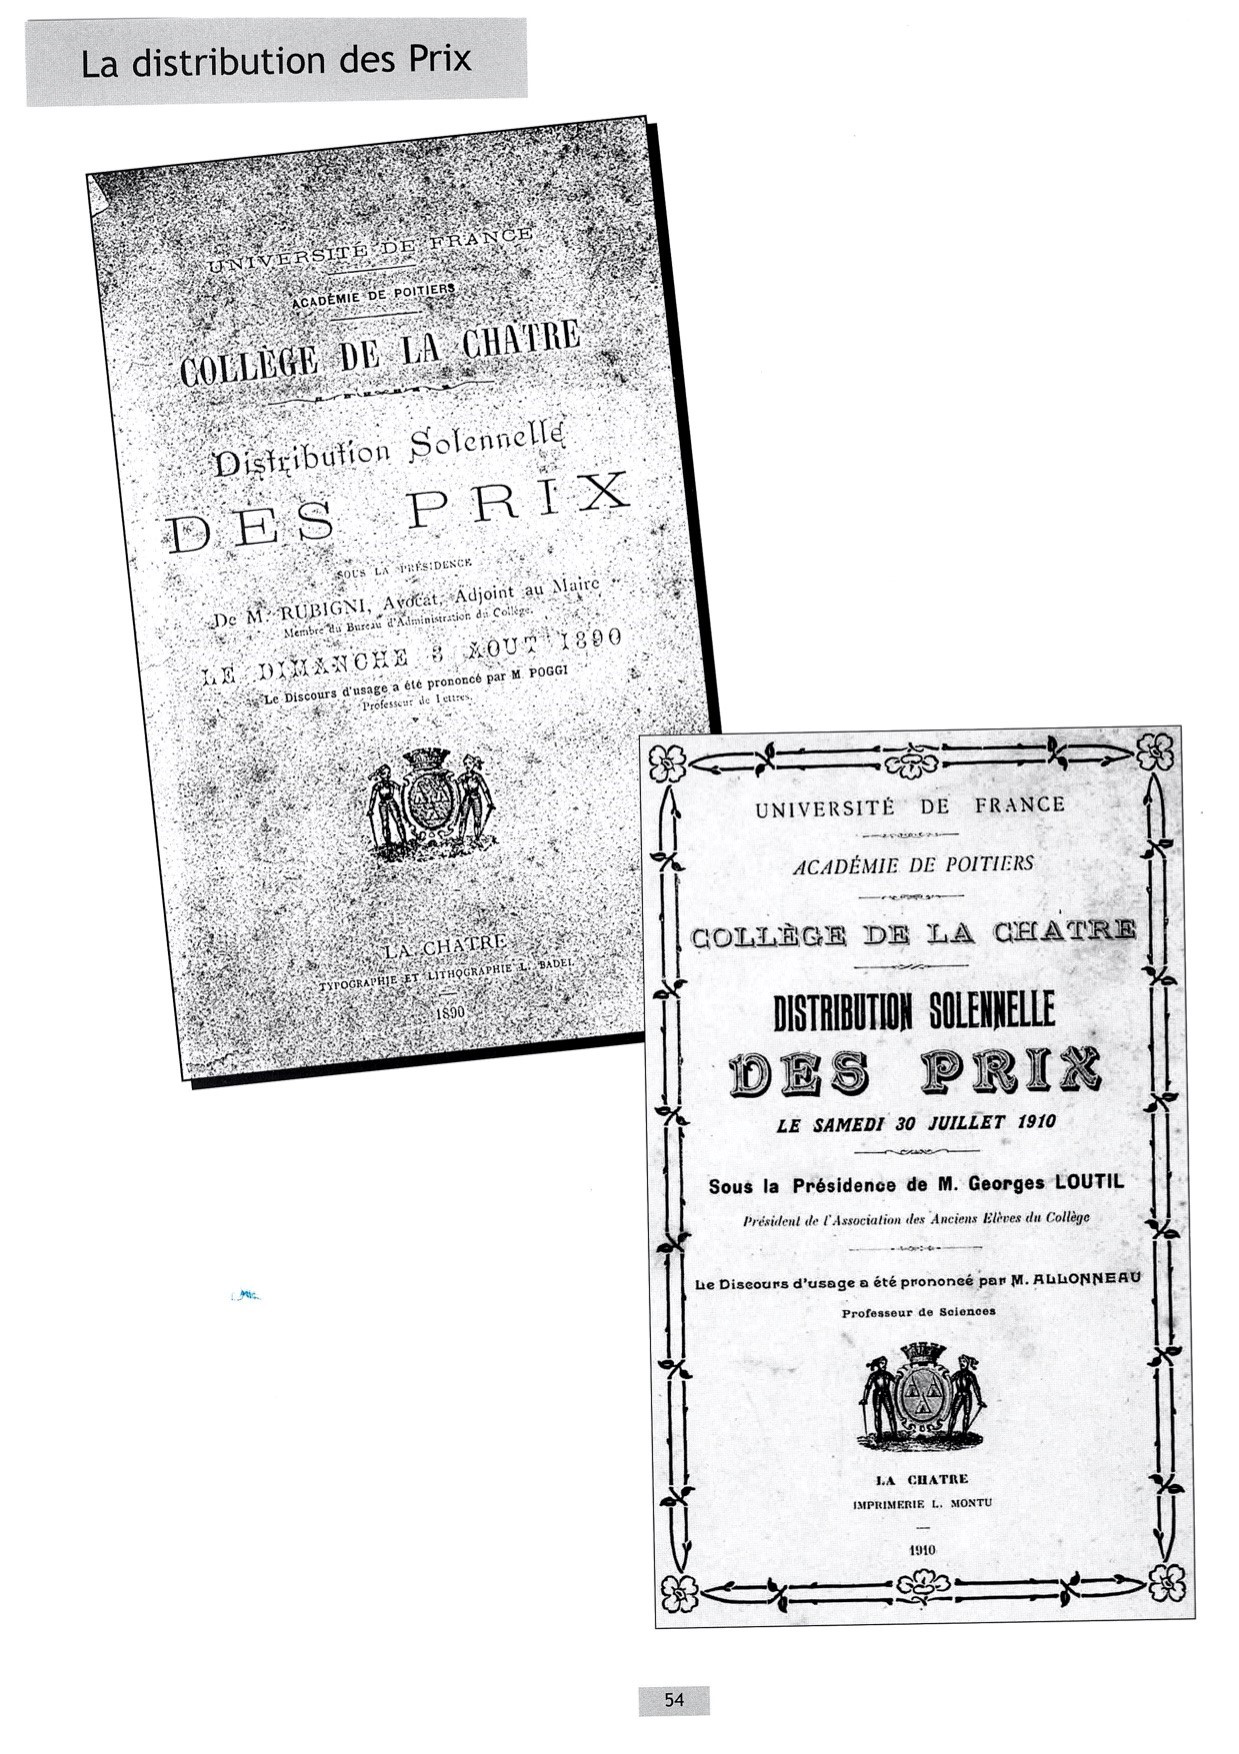 La distribution des Prix
UNIVERSITÉ DE FRANCE
ACADÉMIE DE POITIERS
COLLÈGE DE LA CHÂTRE
Distribution Solennelle
DES PRIX
SOUS LA PRÉSIDENCE
De M. RUBIGNI, Avocat, Adjoint au Maire
Membre du Bureau d'Administration du Collège.
LE DIMANCHE 3 AOUT 1890
Le Discours d'usage a été prononcé par M. POGGI
Professeur de Lettres.
LA CHATRE
TYPOGRAPHIE ET LITHOGRAPHIE L. BADEL
1890
UNIVERSITÉ DE FRANCE
ACADÉMIE DE POITIERS
COLLÈGE DE LA CHÂTRE
DISTRIBUTION SOLENNELLE
DES PRIX
LE SAMEDI 30 JUILLET 1910
Sous la Présidence de M. Georges LOUTIL
Président de l'Association des Anciens Elèves du Collège
Le Discours d'usage a été prononcé par M. ALLONNEAU
Professeur de Sciences
LA CHATRE
IMPRIMERIE L. MONTU
1910
54